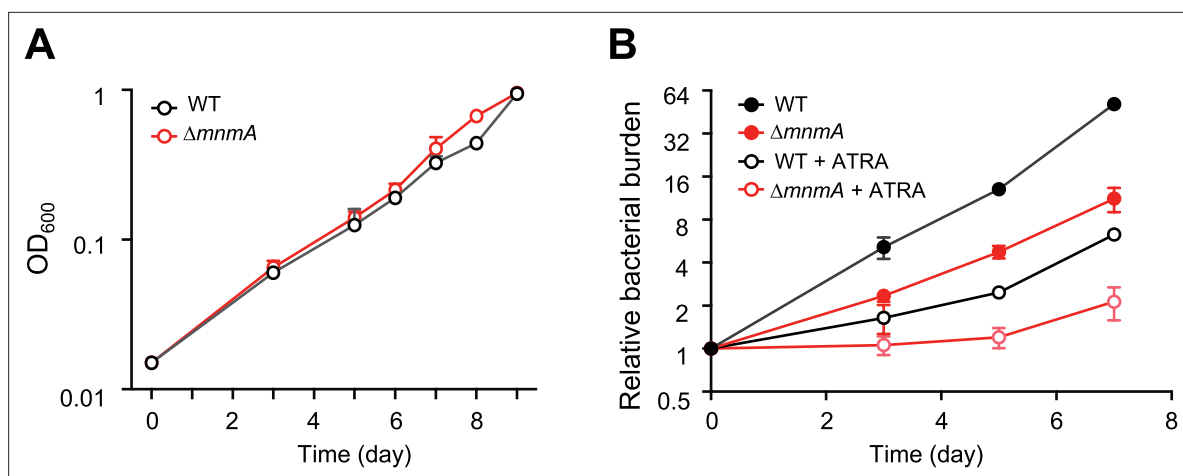 A
WT
ΔmnmA
1
0.1
0.01
OD600
0 2 4 6 8
Time (day)
B
WT
ΔmnmA
WT + ATRA
ΔmnmA + ATRA
64
32
16
8
4
2
1
0.5
Relative bacterial burden
0 2 4 6 8
Time (day)